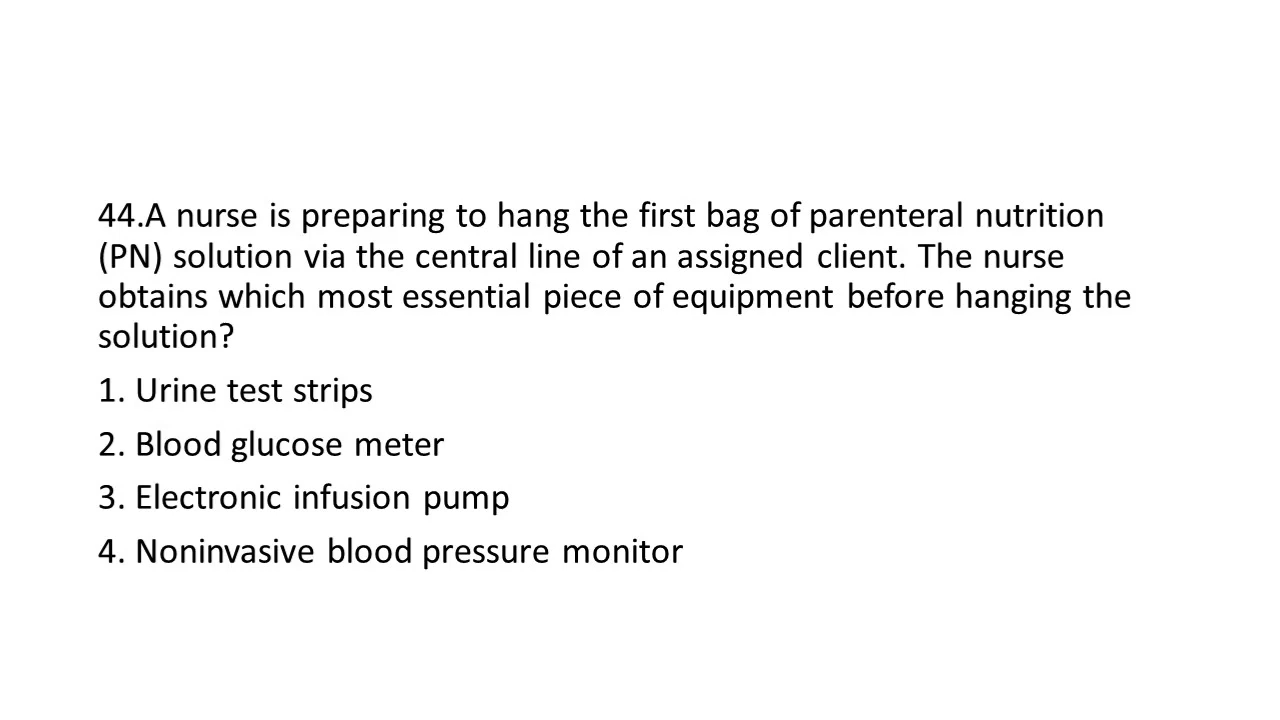 44.A nurse is preparing to hang the first bag of parenteral nutrition
(PN) solution via the central line of an assigned client. The nurse
obtains which most essential piece of equipment before hanging the
solution?
1. Urine test strips
2. Blood glucose meter
3. Electronic infusion pump
4. Noninvasive blood pressure monitor